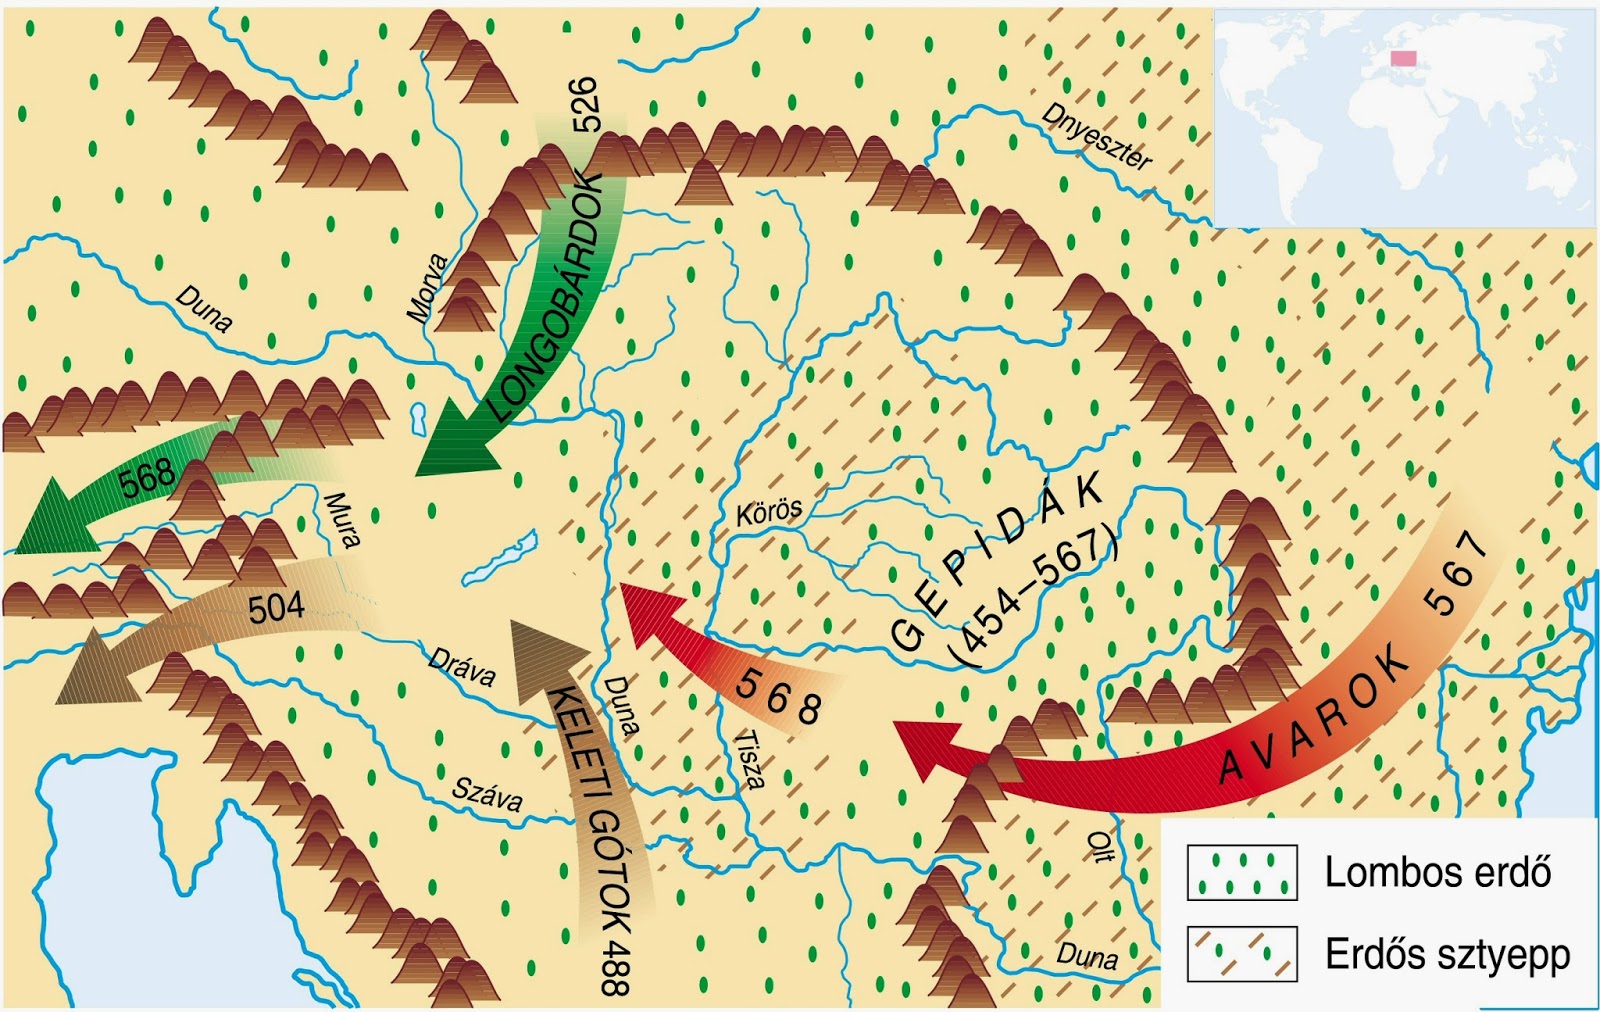 526
Dnyeszter
LONGOBÁRDOK
Morva
Duna
568
Mura
Körös
GEPIDÁK
(454–567)
567
AVAROK
504
Dráva
Duna
568
KELETI GÓTOK 488
Tisza
Száva
Olt
Duna
Lombos erdő
Erdős sztyepp